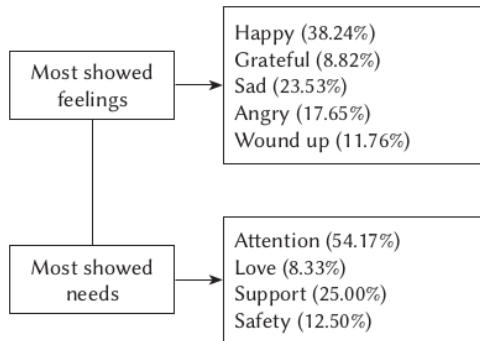 Most showed
feelings
Happy (38.24%)
Grateful (8.82%)
Sad (23.53%)
Angry (17.65%)
Wound up (11.76%)
Most showed
needs
Attention (54.17%)
Love (8.33%)
Support (25.00%)
Safety (12.50%)